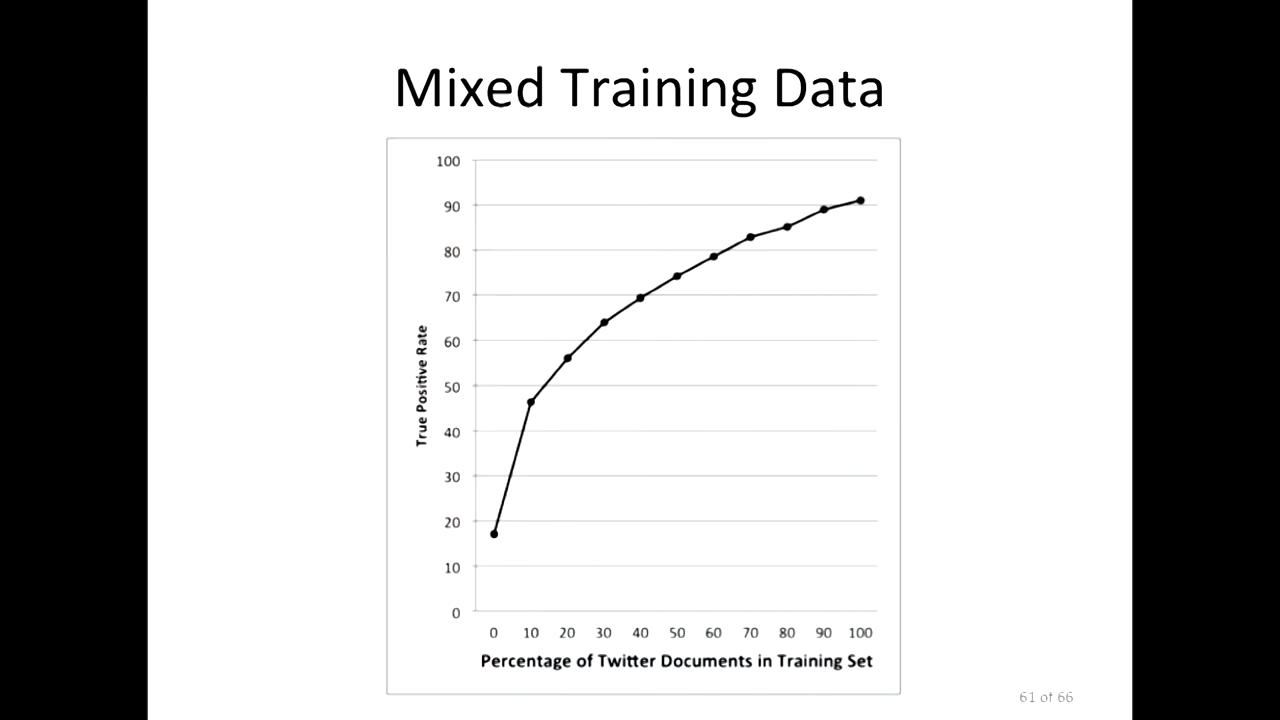 Mixed Training Data
100
90
80
70
60
50
40
30
20
10
0
True Positive Rate
0 10 20 30 40 50 60 70 80 90 100
Percentage of Twitter Documents in Training Set
61 of 66